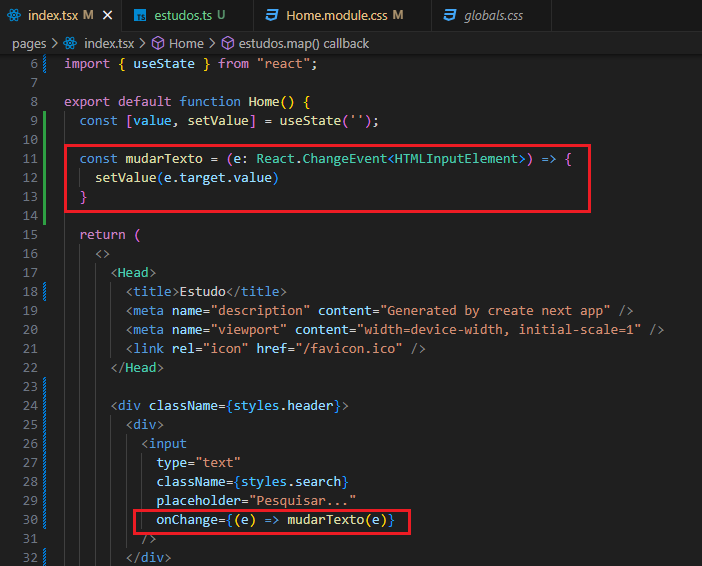 index.tsx M
estudos.ts U
Home.module.css M
globals.css
pages > index.tsx > Home > estudos.map() callback
6 import { useState } from "react";
7
8 export default function Home() {
9 const [value, setValue] = useState('');
10
11 const mudarTexto = (e: React.ChangeEvent<HTMLInputElement>) => {
12 setValue(e.target.value)
13 }
14
15 return (
16 <>
17 <Head>
18 <title>Estudo</title>
19 <meta name="description" content="Generated by create next app" />
20 <meta name="viewport" content="width=device-width, initial-scale=1" />
21 <link rel="icon" href="/favicon.ico" />
22 </Head>
23
24 <div className={styles.header}>
25 <div>
26 <input
27 type="text"
28 className={styles.search}
29 placeholder="Pesquisar..."
30 onChange={(e) => mudarTexto(e)}
31 />
32 </div>